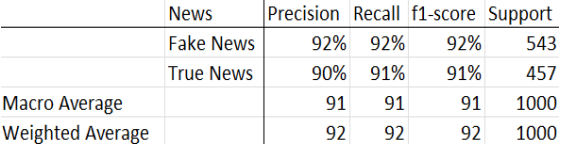 News Precision Recall f1-score Support
Fake News 92% 92% 92% 543
True News 90% 91% 91% 457
Macro Average 91 91 91 1000
Weighted Average 92 92 92 1000